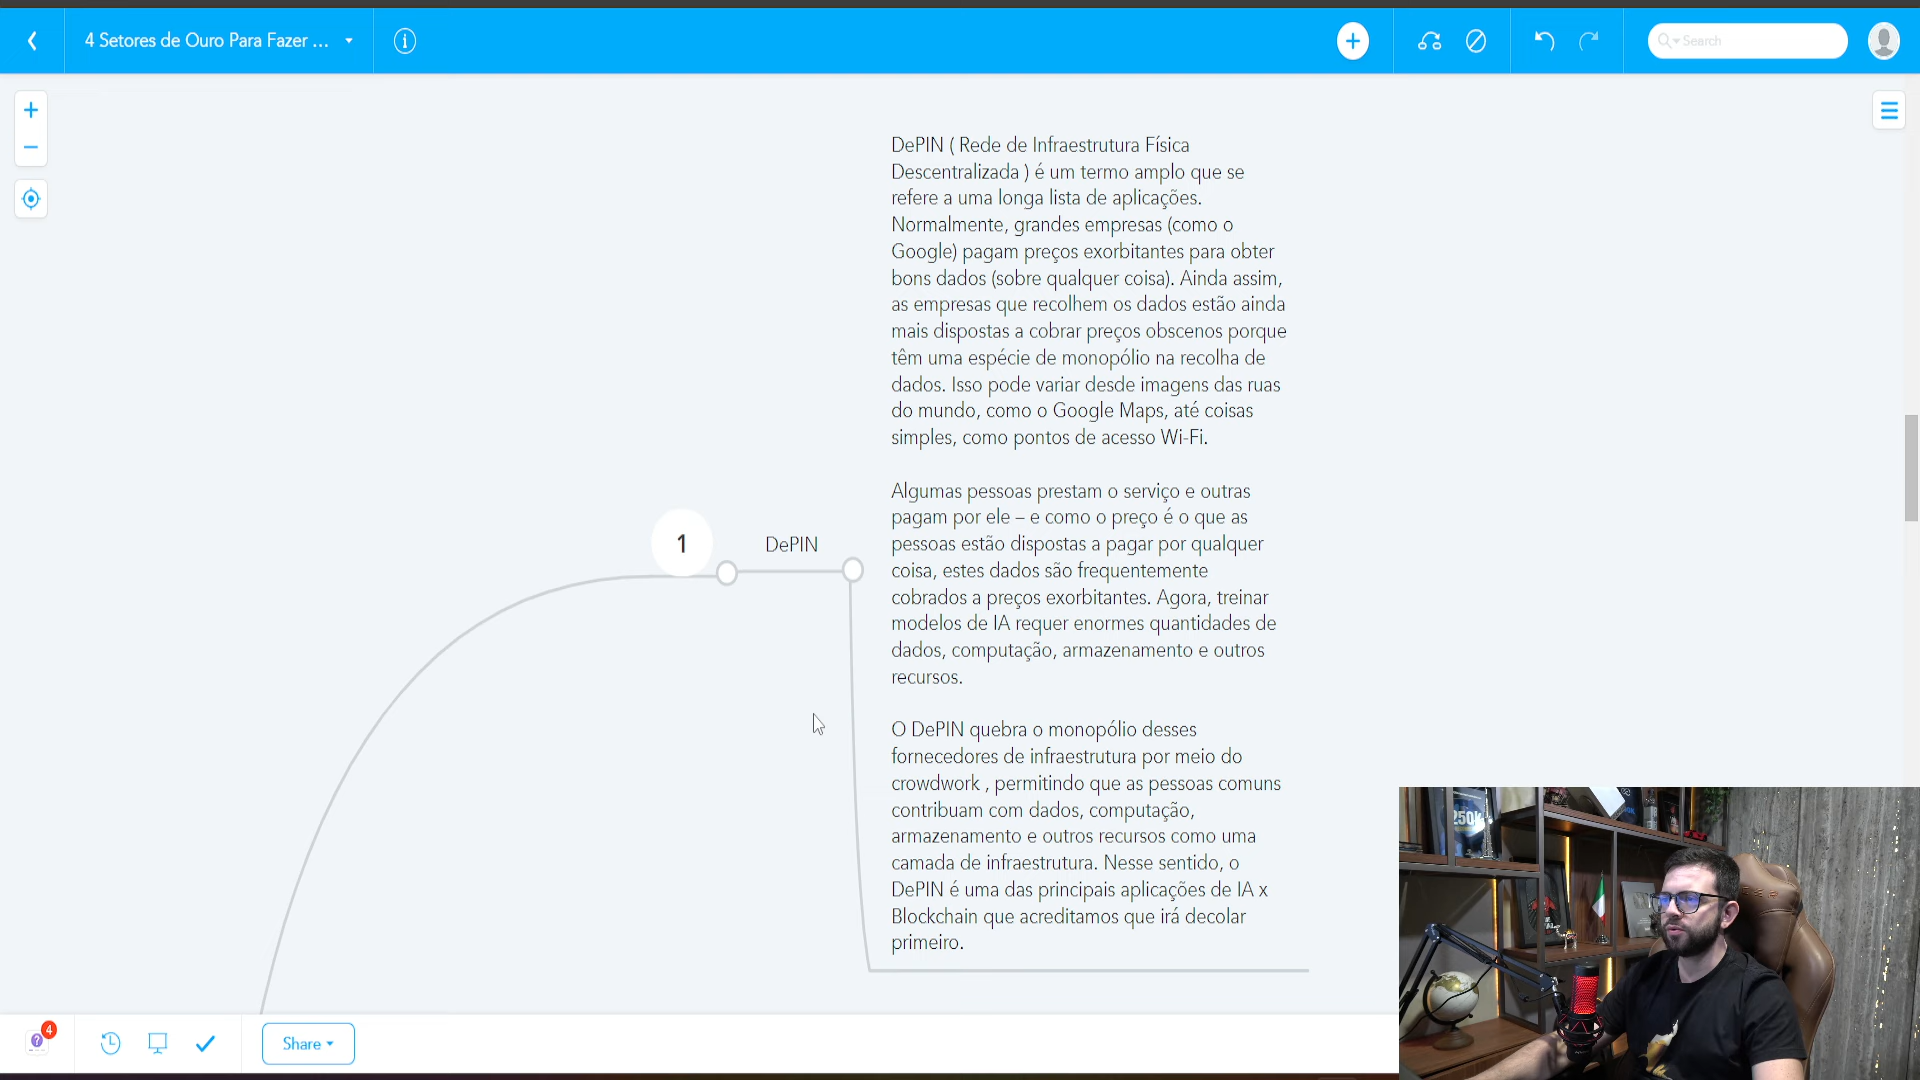 4 Setores de Ouro Para Fazer ...
Search
DePIN ( Rede de Infraestrutura Física
Descentralizada ) é um termo amplo que se
refere a uma longa lista de aplicações.
Normalmente, grandes empresas (como o
Google) pagam preços exorbitantes para obter
bons dados (sobre qualquer coisa). Ainda assim,
as empresas que recolhem os dados estão ainda
mais dispostas a cobrar preços obscenos porque
têm uma espécie de monopólio na recolha de
dados. Isso pode variar desde imagens das ruas
do mundo, como o Google Maps, até coisas
simples, como pontos de acesso Wi-Fi.
Algumas pessoas prestam o serviço e outras
pagam por ele – e como o preço é o que as
pessoas estão dispostas a pagar por qualquer
coisa, estes dados são frequentemente
cobrados a preços exorbitantes. Agora, treinar
modelos de IA requer enormes quantidades de
dados, computação, armazenamento e outros
recursos.
1
DePIN
O DePIN quebra o monopólio desses
fornecedores de infraestrutura por meio do
crowdwork , permitindo que as pessoas comuns
contribuam com dados, computação,
armazenamento e outros recursos como uma
camada de infraestrutura. Nesse sentido, o
DePIN é uma das principais aplicações de IA x
Blockchain que acreditamos que irá decolar
primeiro.
250K
4
Share